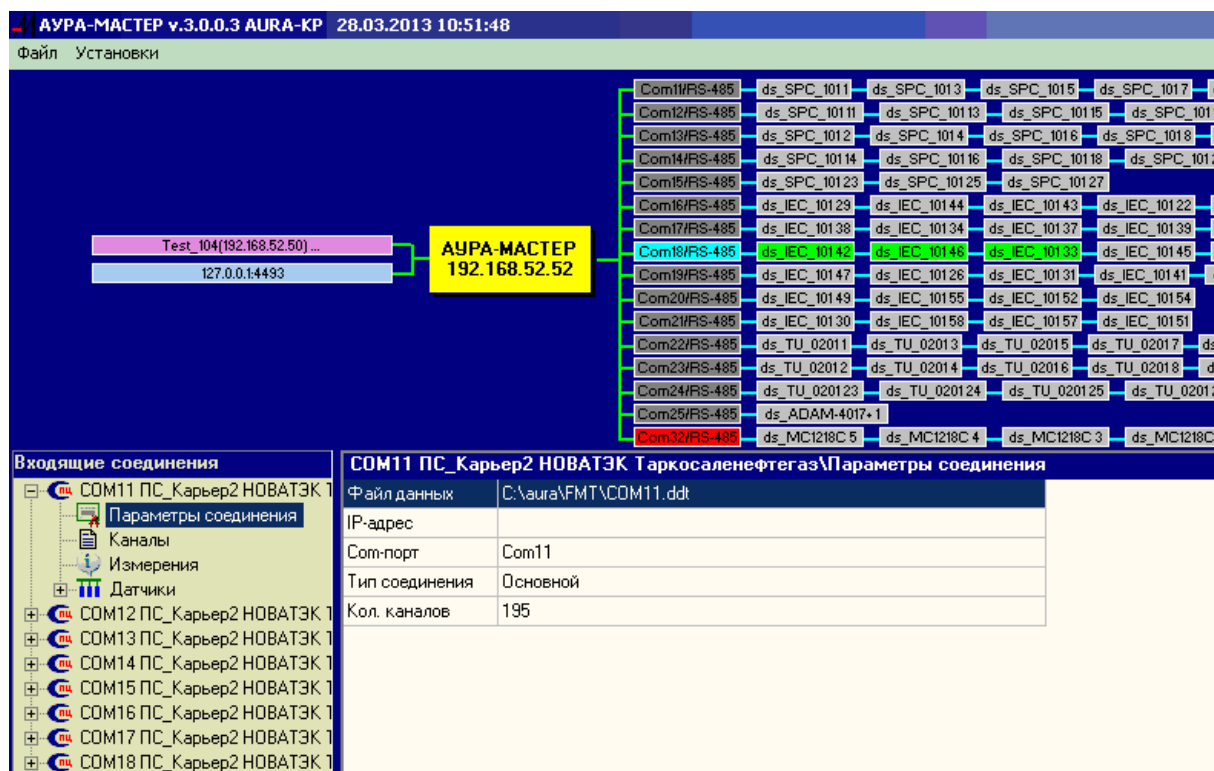 АУРА-МАСТЕР v.3.0.0.3 AURA-KP 28.03.2013 10:51:48
Файл Установки
Com11/RS-485 ds_SPC_1011 ds_SPC_1013 ds_SPC_1015 ds_SPC_1017
Com12/RS-485 ds_SPC_10111 ds_SPC_10113 ds_SPC_10115 ds_SPC_101
Com13/RS-485 ds_SPC_1012 ds_SPC_1014 ds_SPC_1016 ds_SPC_1018
Com14/RS-485 ds_SPC_10114 ds_SPC_10116 ds_SPC_10118 ds_SPC_1012
Com15/RS-485 ds_SPC_10123 ds_SPC_10125 ds_SPC_10127
Com16/RS-485 ds_IEC_10129 ds_IEC_10144 ds_IEC_10143 ds_IEC_10122
Com17/RS-485 ds_IEC_10138 ds_IEC_10134 ds_IEC_10137 ds_IEC_10139
Com18/RS-485 ds_IEC_10142 ds_IEC_10146 ds_IEC_10133 ds_IEC_10145
Com19/RS-485 ds_IEC_10147 ds_IEC_10126 ds_IEC_10131 ds_IEC_10141
Com20/RS-485 ds_IEC_10149 ds_IEC_10155 ds_IEC_10152 ds_IEC_10154
Com21/RS-485 ds_IEC_10130 ds_IEC_10158 ds_IEC_10157 ds_IEC_10151
Com22/RS-485 ds_TU_02011 ds_TU_02013 ds_TU_02015 ds_TU_02017 ds
Com23/RS-485 ds_TU_02012 ds_TU_02014 ds_TU_02016 ds_TU_02018 d
Com24/RS-485 ds_TU_020123 ds_TU_020124 ds_TU_020125 ds_TU_02012
Com25/RS-485 ds_ADAM-4017+1
Com32/RS-485 ds_MC1218C 5 ds_MC1218C 4 ds_MC1218C 3 ds_MC1218C
Test_104(192.168.52.50)...
127.0.0.1:4493
АУРА-МАСТЕР
192.168.52.52
Входящие соединения
COM11 ПС_Карьер2 НОВАТЭК Т
Параметры соединения
Каналы
Измерения
Датчики
COM12 ПС_Карьер2 НОВАТЭК Т
COM13 ПС_Карьер2 НОВАТЭК Т
COM14 ПС_Карьер2 НОВАТЭК Т
COM15 ПС_Карьер2 НОВАТЭК Т
COM16 ПС_Карьер2 НОВАТЭК Т
COM17 ПС_Карьер2 НОВАТЭК Т
COM18 ПС_Карьер2 НОВАТЭК Т
COM11 ПС_Карьер2 НОВАТЭК Таркосаленефтегаз\Параметры соединения
Файл данных C:\aura\FMT\COM11.ddt
IP-адрес
Com-порт Com11
Тип соединения Основной
Кол. каналов 195